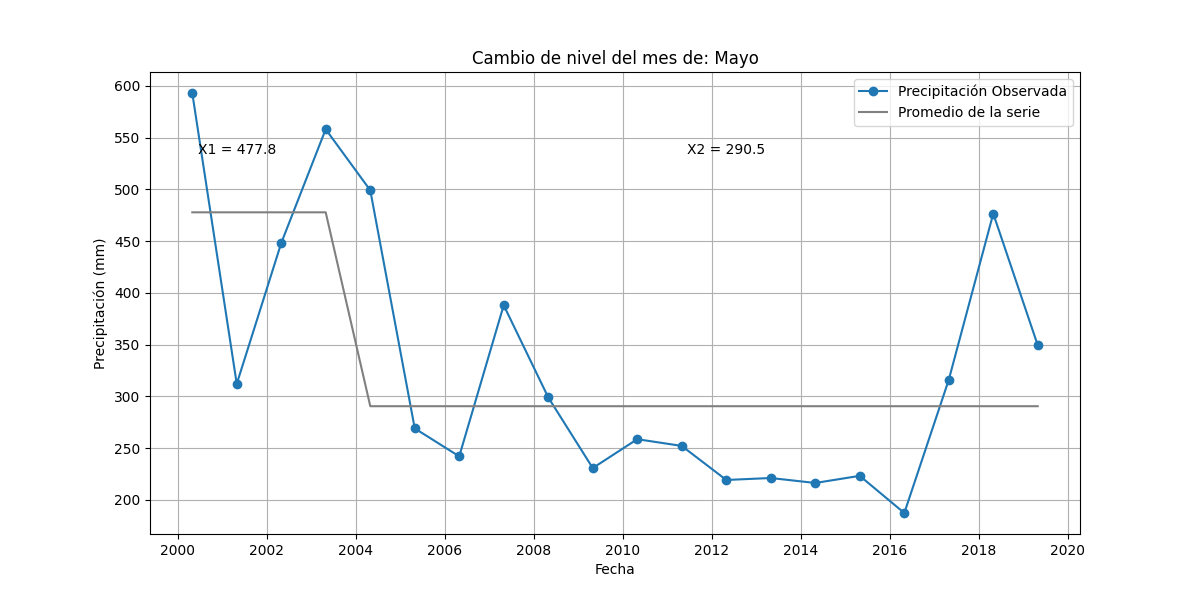 Cambio de nivel del mes de: Mayo
Precipitación Observada
Promedio de la serie
X1 = 477.8
X2 = 290.5
Precipitación (mm)
600
550
500
450
400
350
300
250
200
2000 2002 2004 2006 2008 2010 2012 2014 2016 2018 2020
Fecha